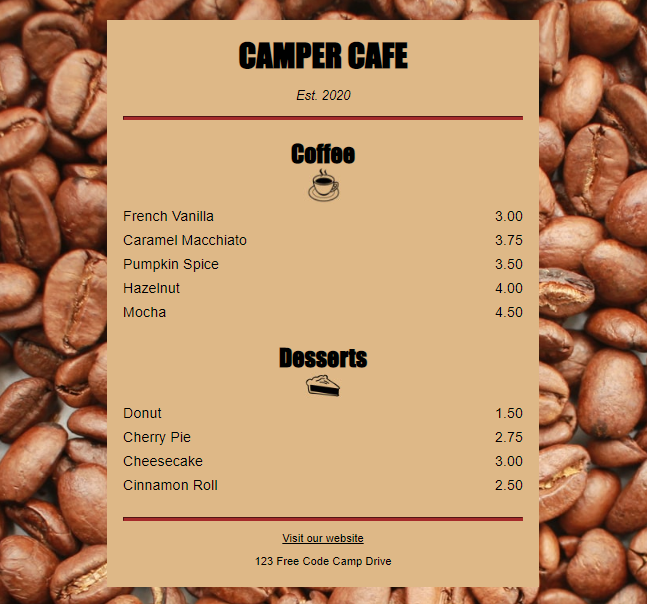 CAMPER CAFE
Est. 2020
Coffee
French Vanilla 3.00
Caramel Macchiato 3.75
Pumpkin Spice 3.50
Hazelnut 4.00
Mocha 4.50
Desserts
Donut 1.50
Cherry Pie 2.75
Cheesecake 3.00
Cinnamon Roll 2.50
Visit our website
123 Free Code Camp Drive